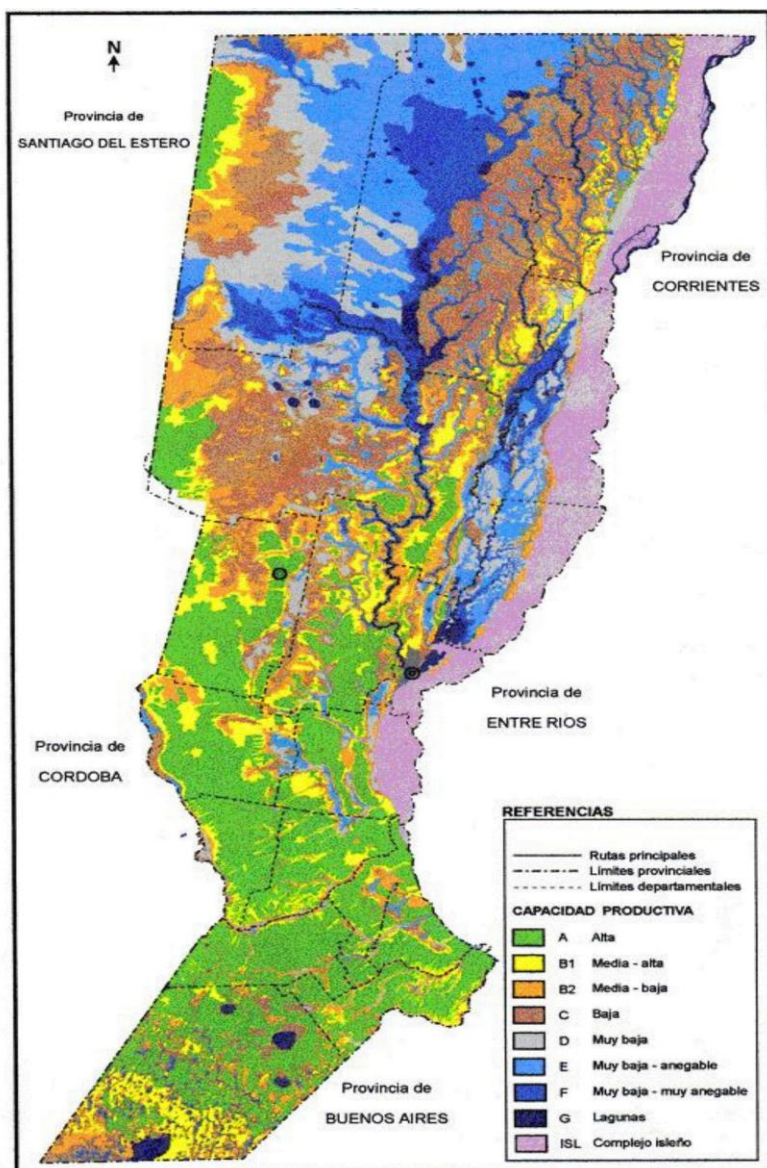 N
Provincia de
SANTIAGO DEL ESTERO
Provincia de
CORRIENTES
Provincia de
ENTRE RIOS
Provincia de
CORDOBA
REFERENCIAS
Rutas principales
Límites provinciales
Límites departamentales
CAPACIDAD PRODUCTIVA
A Alta
B1 Media - alta
B2 Media - baja
C Baja
D Muy baja
E Muy baja - anegable
F Muy baja - muy anegable
G Lagunas
ISL Complejo isleño
Provincia de
BUENOS AIRES